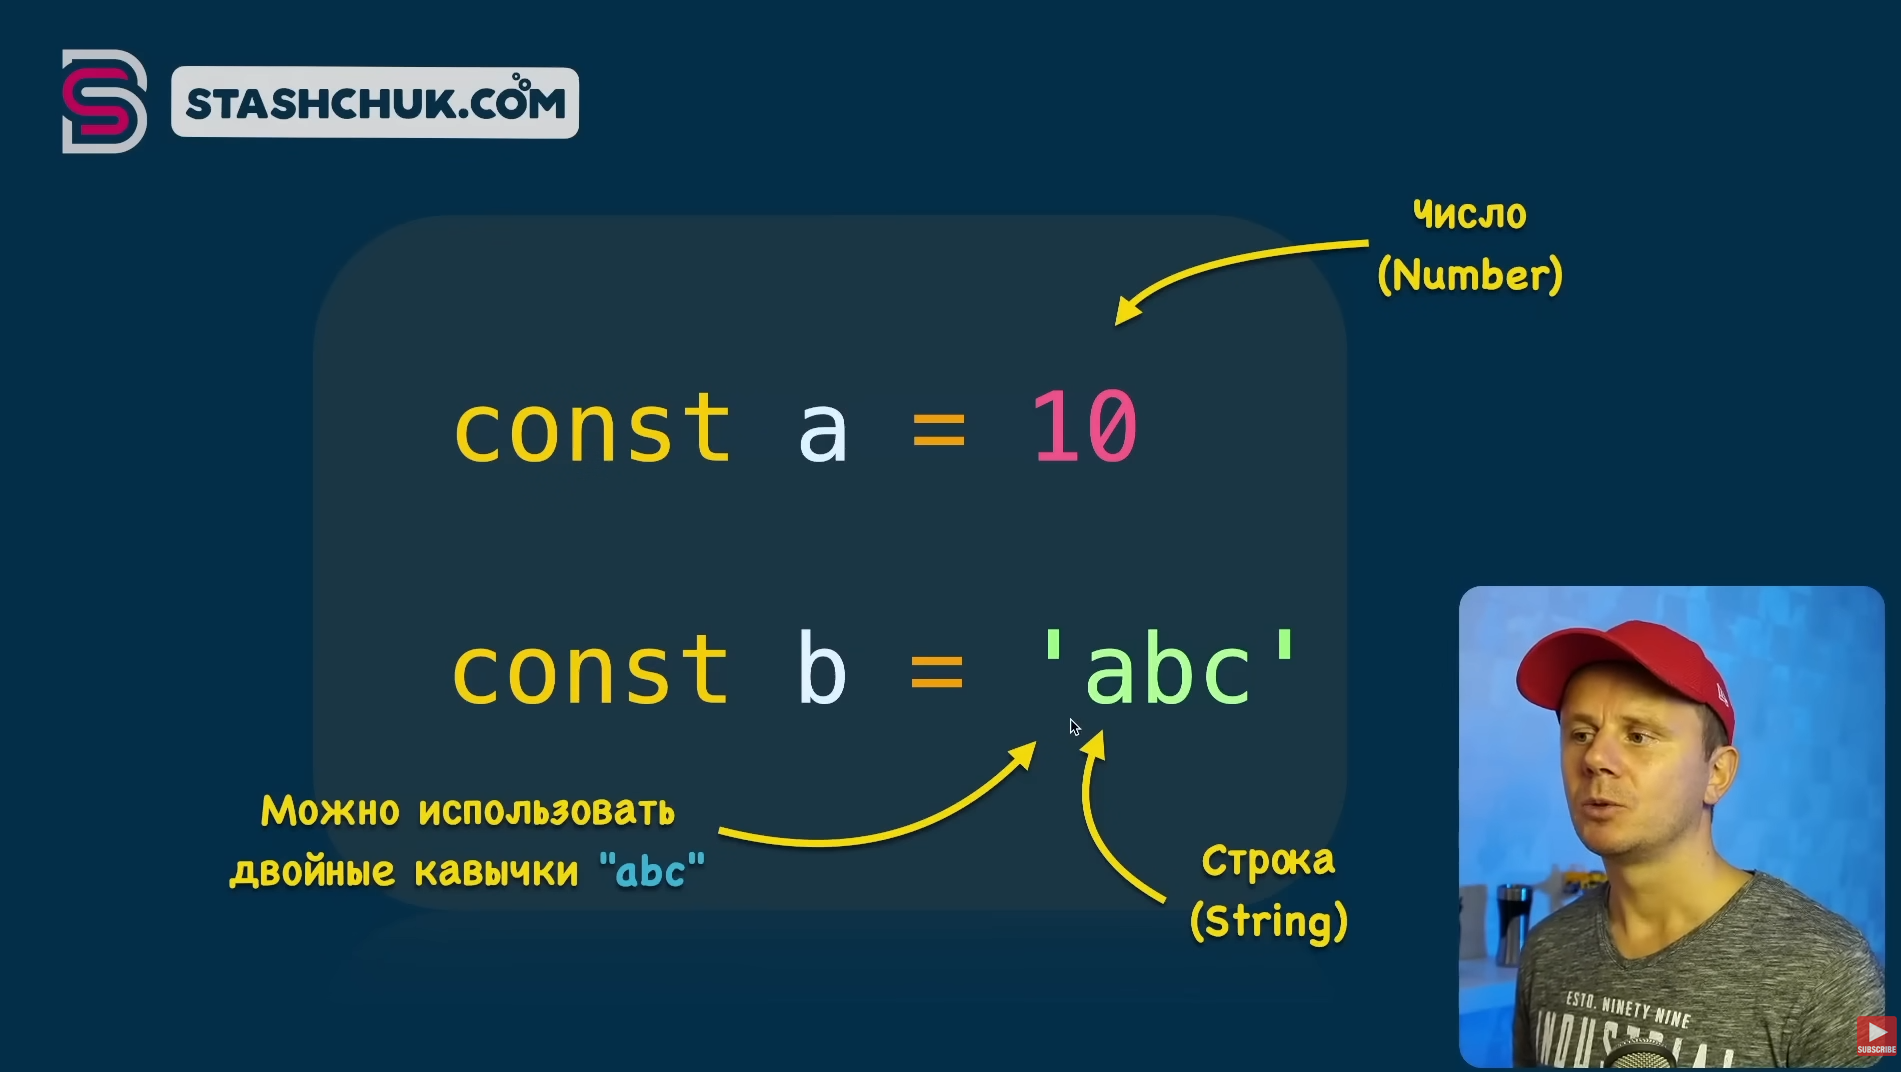 STASHCHUK.COM
Число
(Number)
const a = 10
const b = 'abc'
Можно использовать
двойные кавычки "abc"
Строка
(String)
ESTD. NINETY NINE
INDUSTRIAL
SUBSCRIBE